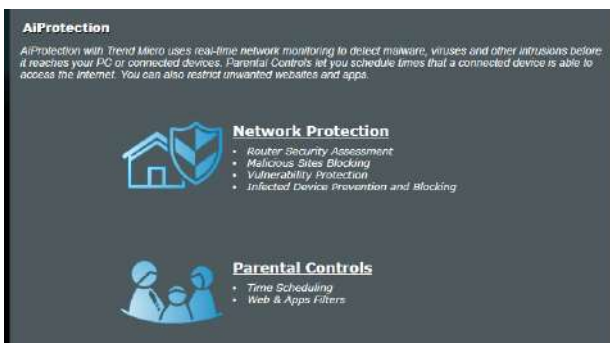 AiProtection
AiProtection with Trend Micro uses real-time network monitoring to detect malware, viruses and other intrusions before
it reaches your PC or connected devices. Parental Controls let you schedule times that a connected device is able to
access the Internet. You can also restrict unwanted websites and apps.
Network Protection
• Router Security Assessment
• Malicious Sites Blocking
• Vulnerability Protection
• Infected Device Prevention and Blocking
Parental Controls
• Time Scheduling
• Web & Apps Filters